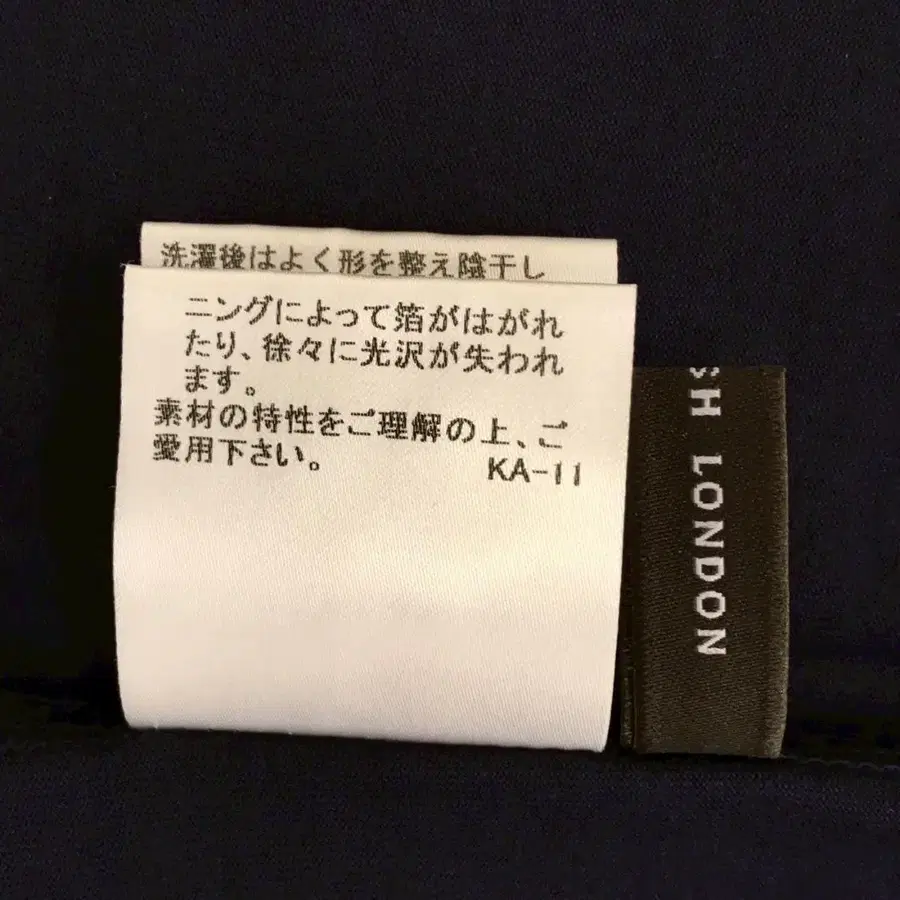 洗濯後はよく形を整え陰干し
ニングによって箔がはがれ
たり、徐々に光沢が失われ
ます。
素材の特性をご理解の上、ご
愛用下さい。
KA-11
SH LONDON